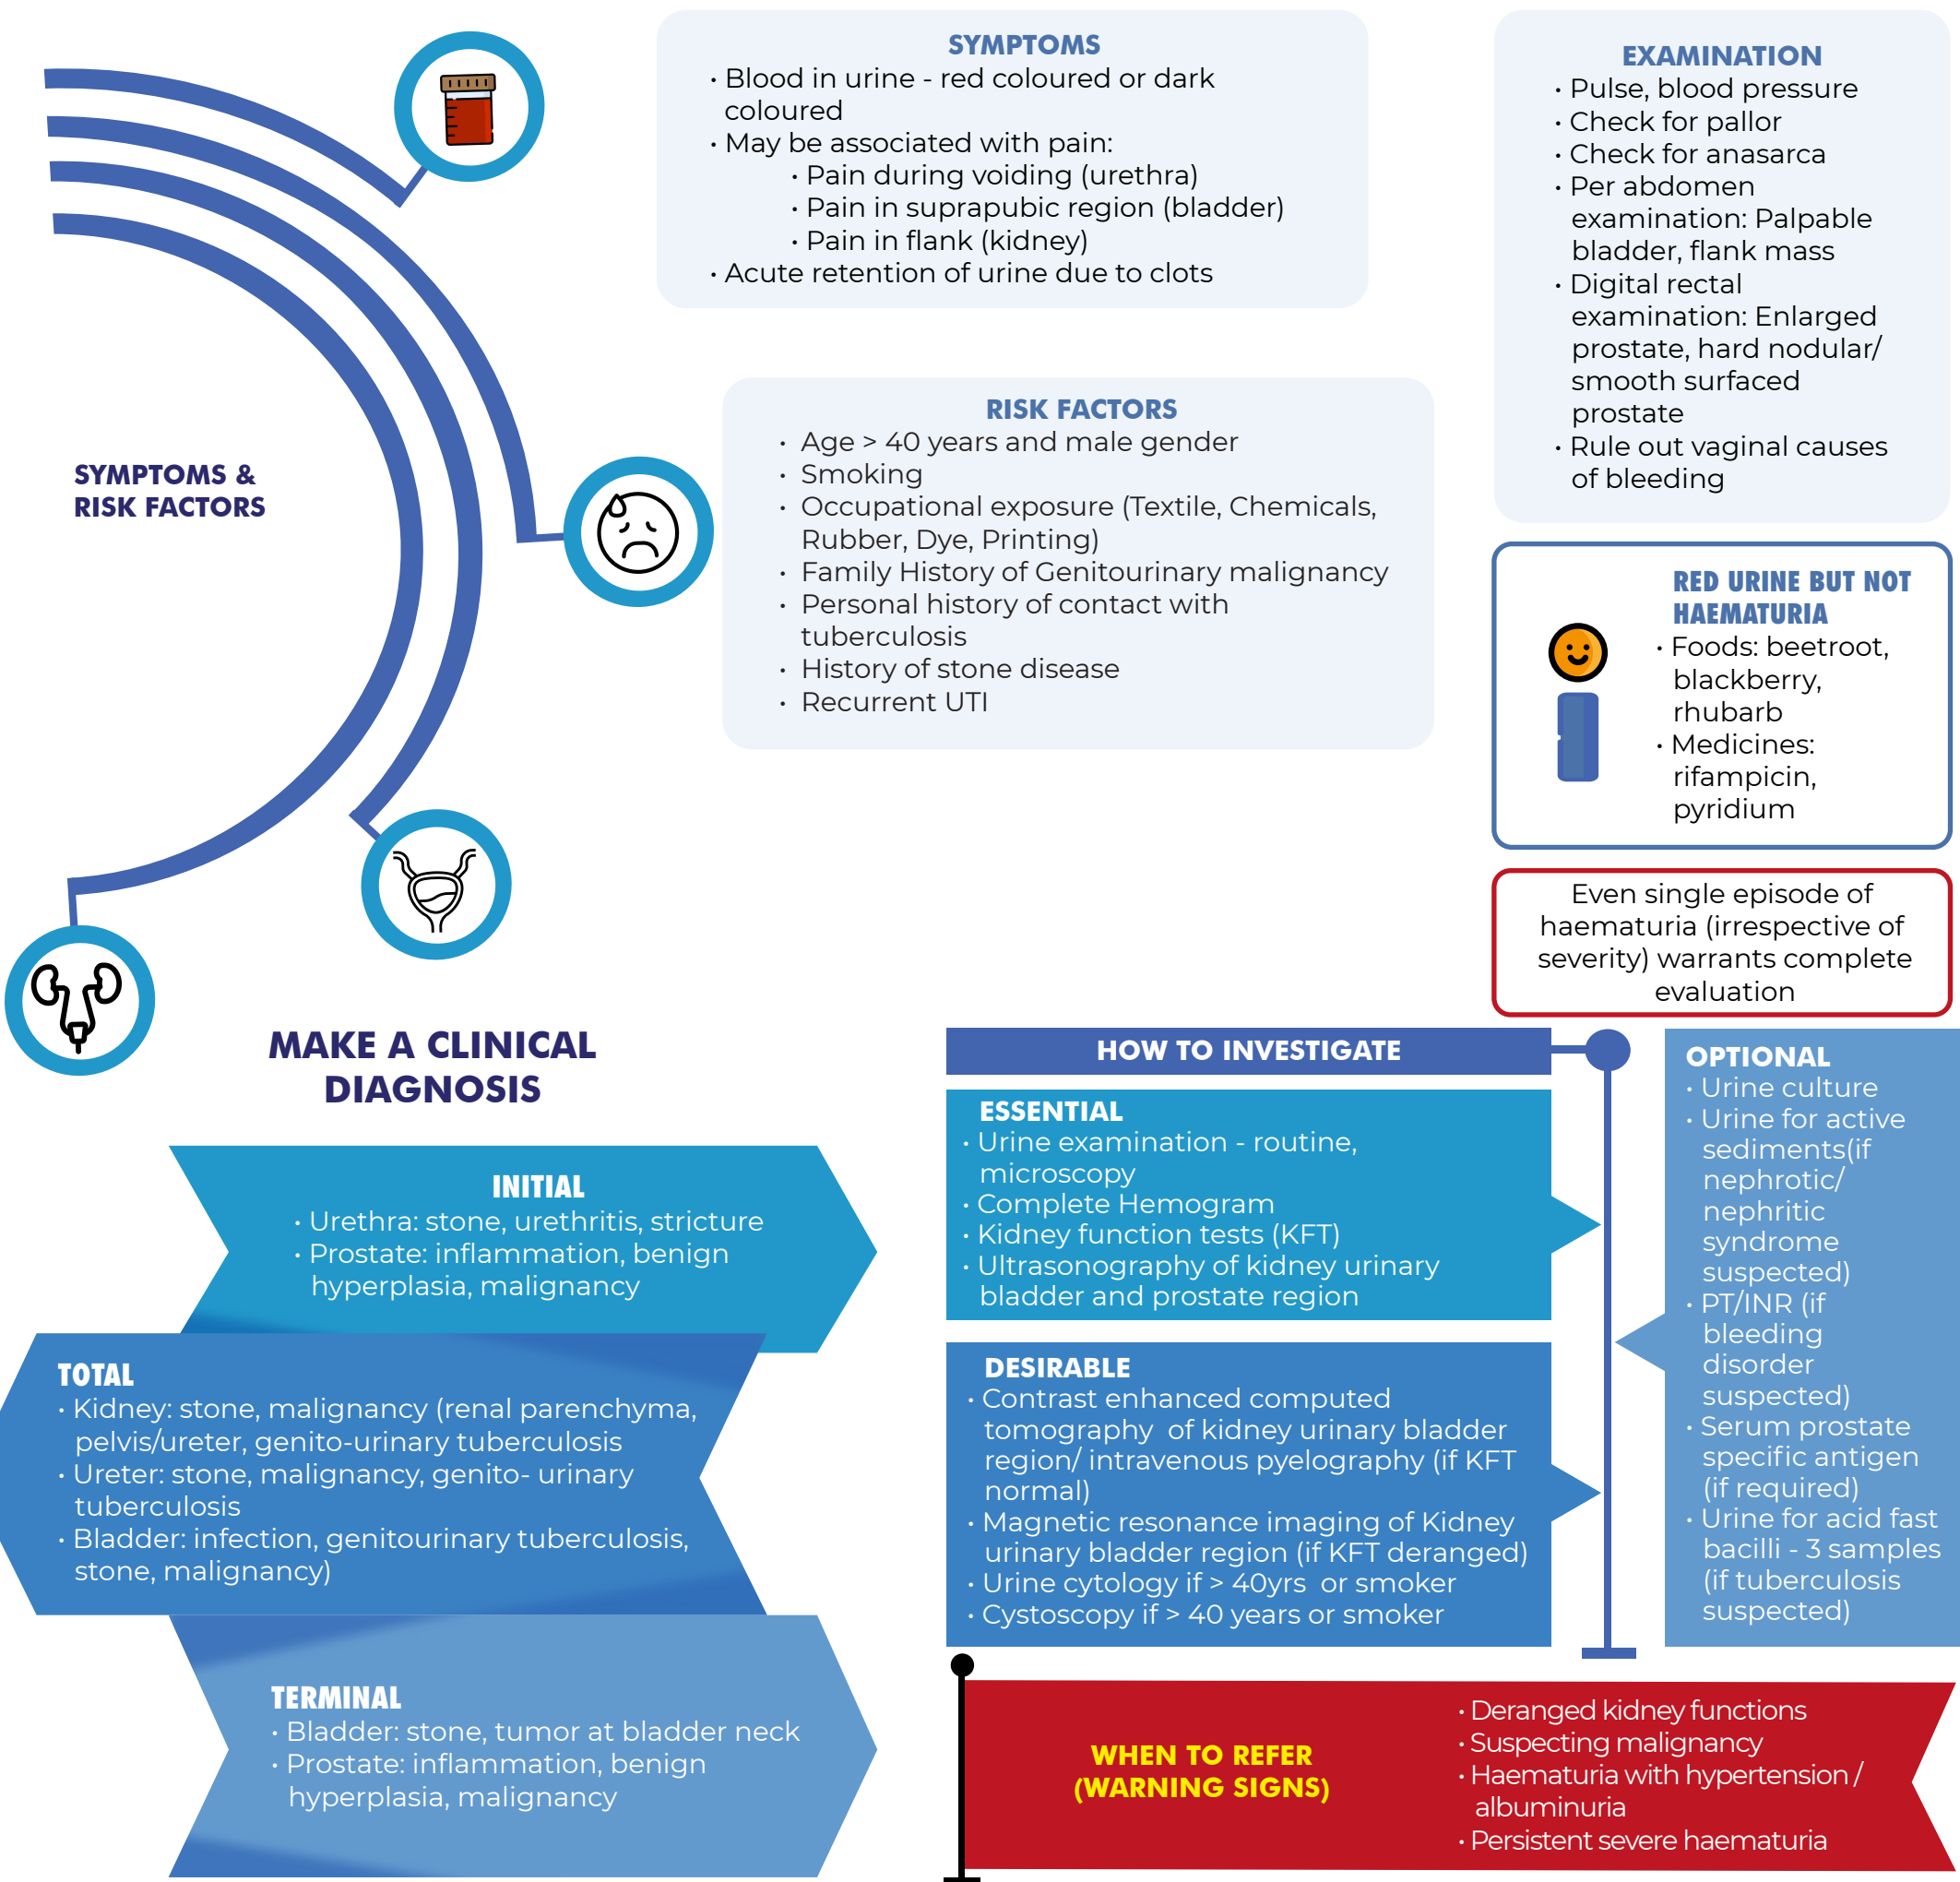 SYMPTOMS &
RISK FACTORS
SYMPTOMS
• Blood in urine - red coloured or dark
coloured
• May be associated with pain:
• Pain during voiding (urethra)
• Pain in suprapubic region (bladder)
• Pain in flank (kidney)
• Acute retention of urine due to clots
RISK FACTORS
• Age > 40 years and male gender
• Smoking
• Occupational exposure (Textile, Chemicals,
Rubber, Dye, Printing)
• Family History of Genitourinary malignancy
• Personal history of contact with
tuberculosis
• History of stone disease
• Recurrent UTI
EXAMINATION
• Pulse, blood pressure
• Check for pallor
• Check for anasarca
• Per abdomen
examination: Palpable
bladder, flank mass
• Digital rectal
examination: Enlarged
prostate, hard nodular/
smooth surfaced
prostate
• Rule out vaginal causes
of bleeding
RED URINE BUT NOT
HAEMATURIA
• Foods: beetroot,
blackberry,
rhubarb
• Medicines:
rifampicin,
pyridium
Even single episode of
haematuria (irrespective of
severity) warrants complete
evaluation
MAKE A CLINICAL
DIAGNOSIS
INITIAL
• Urethra: stone, urethritis, stricture
• Prostate: inflammation, benign
hyperplasia, malignancy
TOTAL
• Kidney: stone, malignancy (renal parenchyma,
pelvis/ureter, genito-urinary tuberculosis
• Ureter: stone, malignancy, genito- urinary
tuberculosis
• Bladder: infection, genitourinary tuberculosis,
stone, malignancy)
TERMINAL
• Bladder: stone, tumor at bladder neck
• Prostate: inflammation, benign
hyperplasia, malignancy
HOW TO INVESTIGATE
ESSENTIAL
• Urine examination - routine,
microscopy
• Complete Hemogram
• Kidney function tests (KFT)
• Ultrasonography of kidney urinary
bladder and prostate region
DESIRABLE
• Contrast enhanced computed
tomography of kidney urinary bladder
region/ intravenous pyelography (if KFT
normal)
• Magnetic resonance imaging of Kidney
urinary bladder region (if KFT deranged)
• Urine cytology if > 40yrs or smoker
• Cystoscopy if > 40 years or smoker
OPTIONAL
• Urine culture
• Urine for active
sediments(if
nephrotic/
nephritic
syndrome
suspected)
• PT/INR (if
bleeding
disorder
suspected)
• Serum prostate
specific antigen
(if required)
• Urine for acid fast
bacilli - 3 samples
(if tuberculosis
suspected)
WHEN TO REFER
(WARNING SIGNS)
• Deranged kidney functions
• Suspecting malignancy
• Haematuria with hypertension /
albuminuria
• Persistent severe haematuria